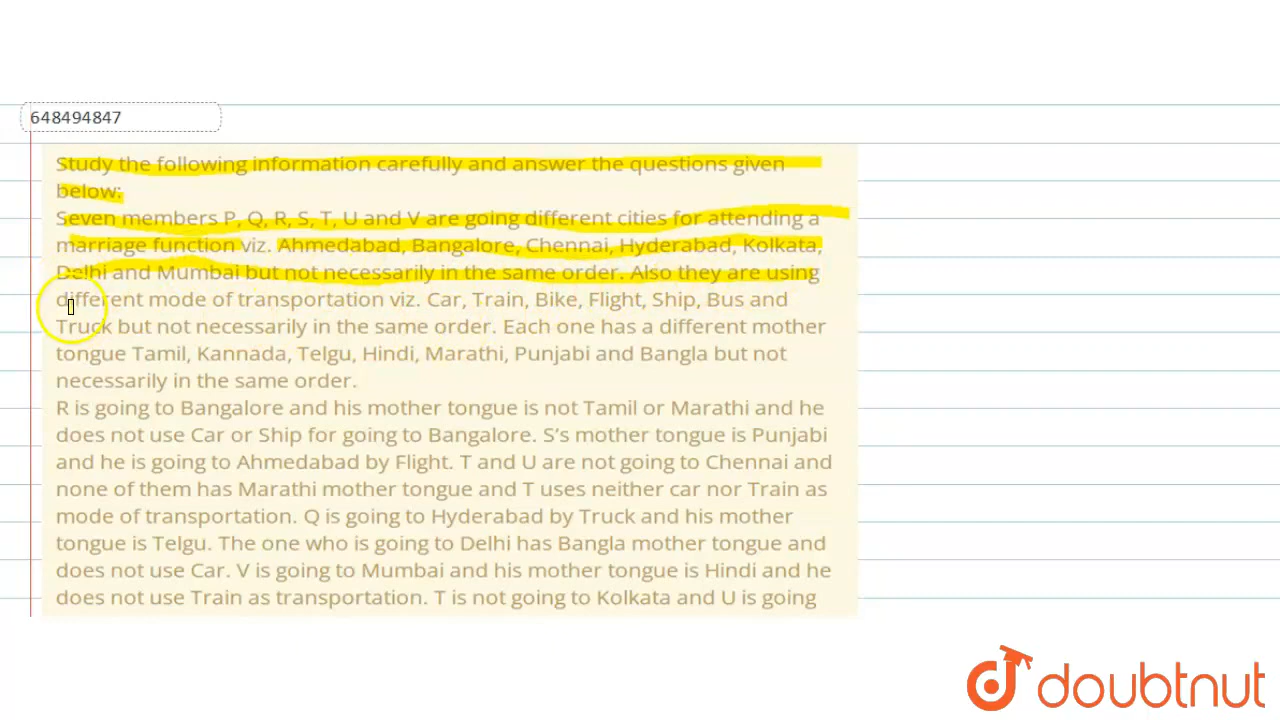 648494847
Study the following information carefully and answer the questions given
below:
Seven members P, Q, R, S, T, U and V are going different cities for attending a
marriage function viz. Ahmedabad, Bangalore, Chennai, Hyderabad, Kolkata,
Delhi and Mumbai but not necessarily in the same order. Also they are using
different mode of transportation viz. Car, Train, Bike, Flight, Ship, Bus and
Truck but not necessarily in the same order. Each one has a different mother
tongue Tamil, Kannada, Telgu, Hindi, Marathi, Punjabi and Bangla but not
necessarily in the same order.
R is going to Bangalore and his mother tongue is not Tamil or Marathi and he
does not use Car or Ship for going to Bangalore. S’s mother tongue is Punjabi
and he is going to Ahmedabad by Flight. T and U are not going to Chennai and
none of them has Marathi mother tongue and T uses neither car nor Train as
mode of transportation. Q is going to Hyderabad by Truck and his mother
tongue is Telgu. The one who is going to Delhi has Bangla mother tongue and
does not use Car. V is going to Mumbai and his mother tongue is Hindi and he
does not use Train as transportation. T is not going to Kolkata and U is going
doubtnut